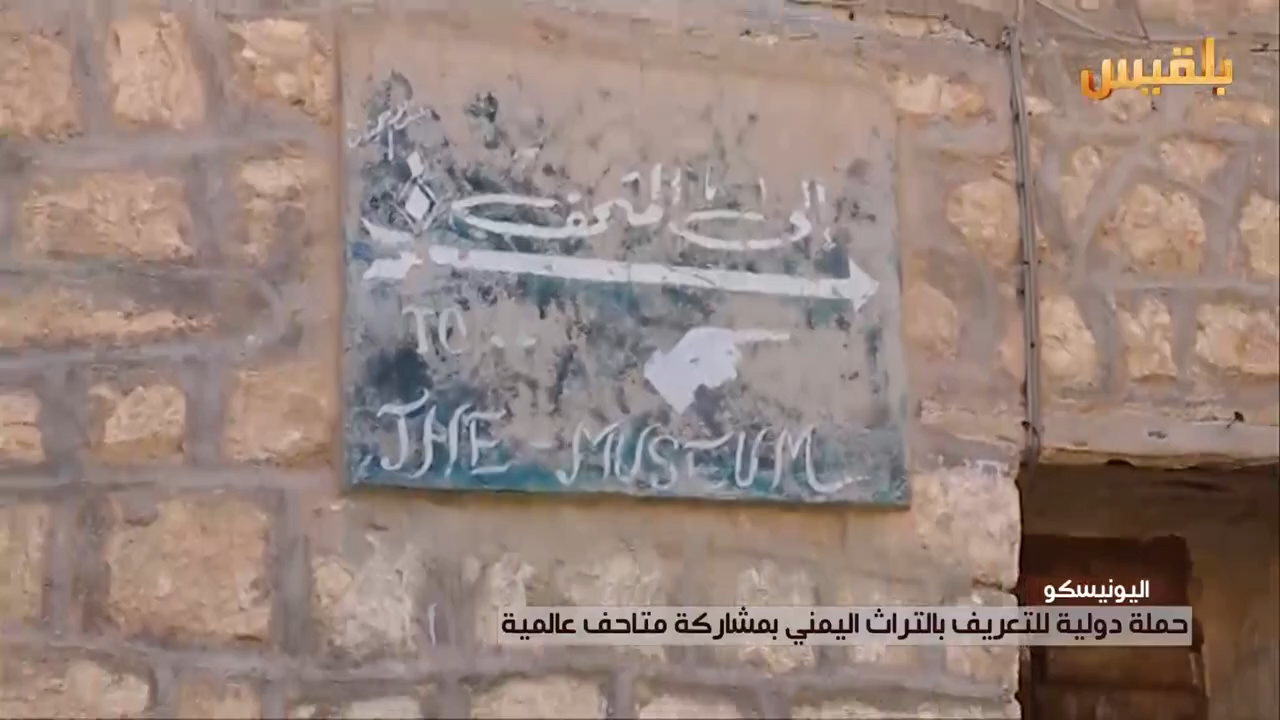 بلقيس
إلى المتحف
TO ..
THE MUSEUM
اليونيسكو
حملة دولية للتعريف بالتراث اليمني بمشاركة متاحف عالمية